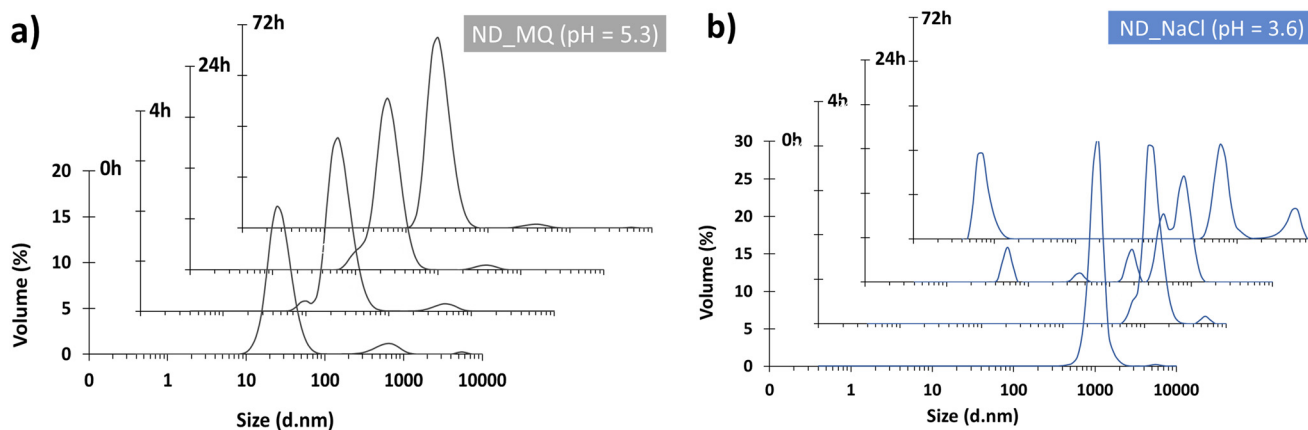 a)
72h
ND_MQ (pH = 5.3)
24h
4h
0h
20
15
10
5
0
Volume (%)
0
1
10
100
1000
10000
Size (d.nm)
b)
72h
ND_NaCl (pH = 3.6)
24h
4h
0h
30
25
20
15
10
5
0
Volume (%)
0
1
10
100
1000
10000
Size (d.nm)